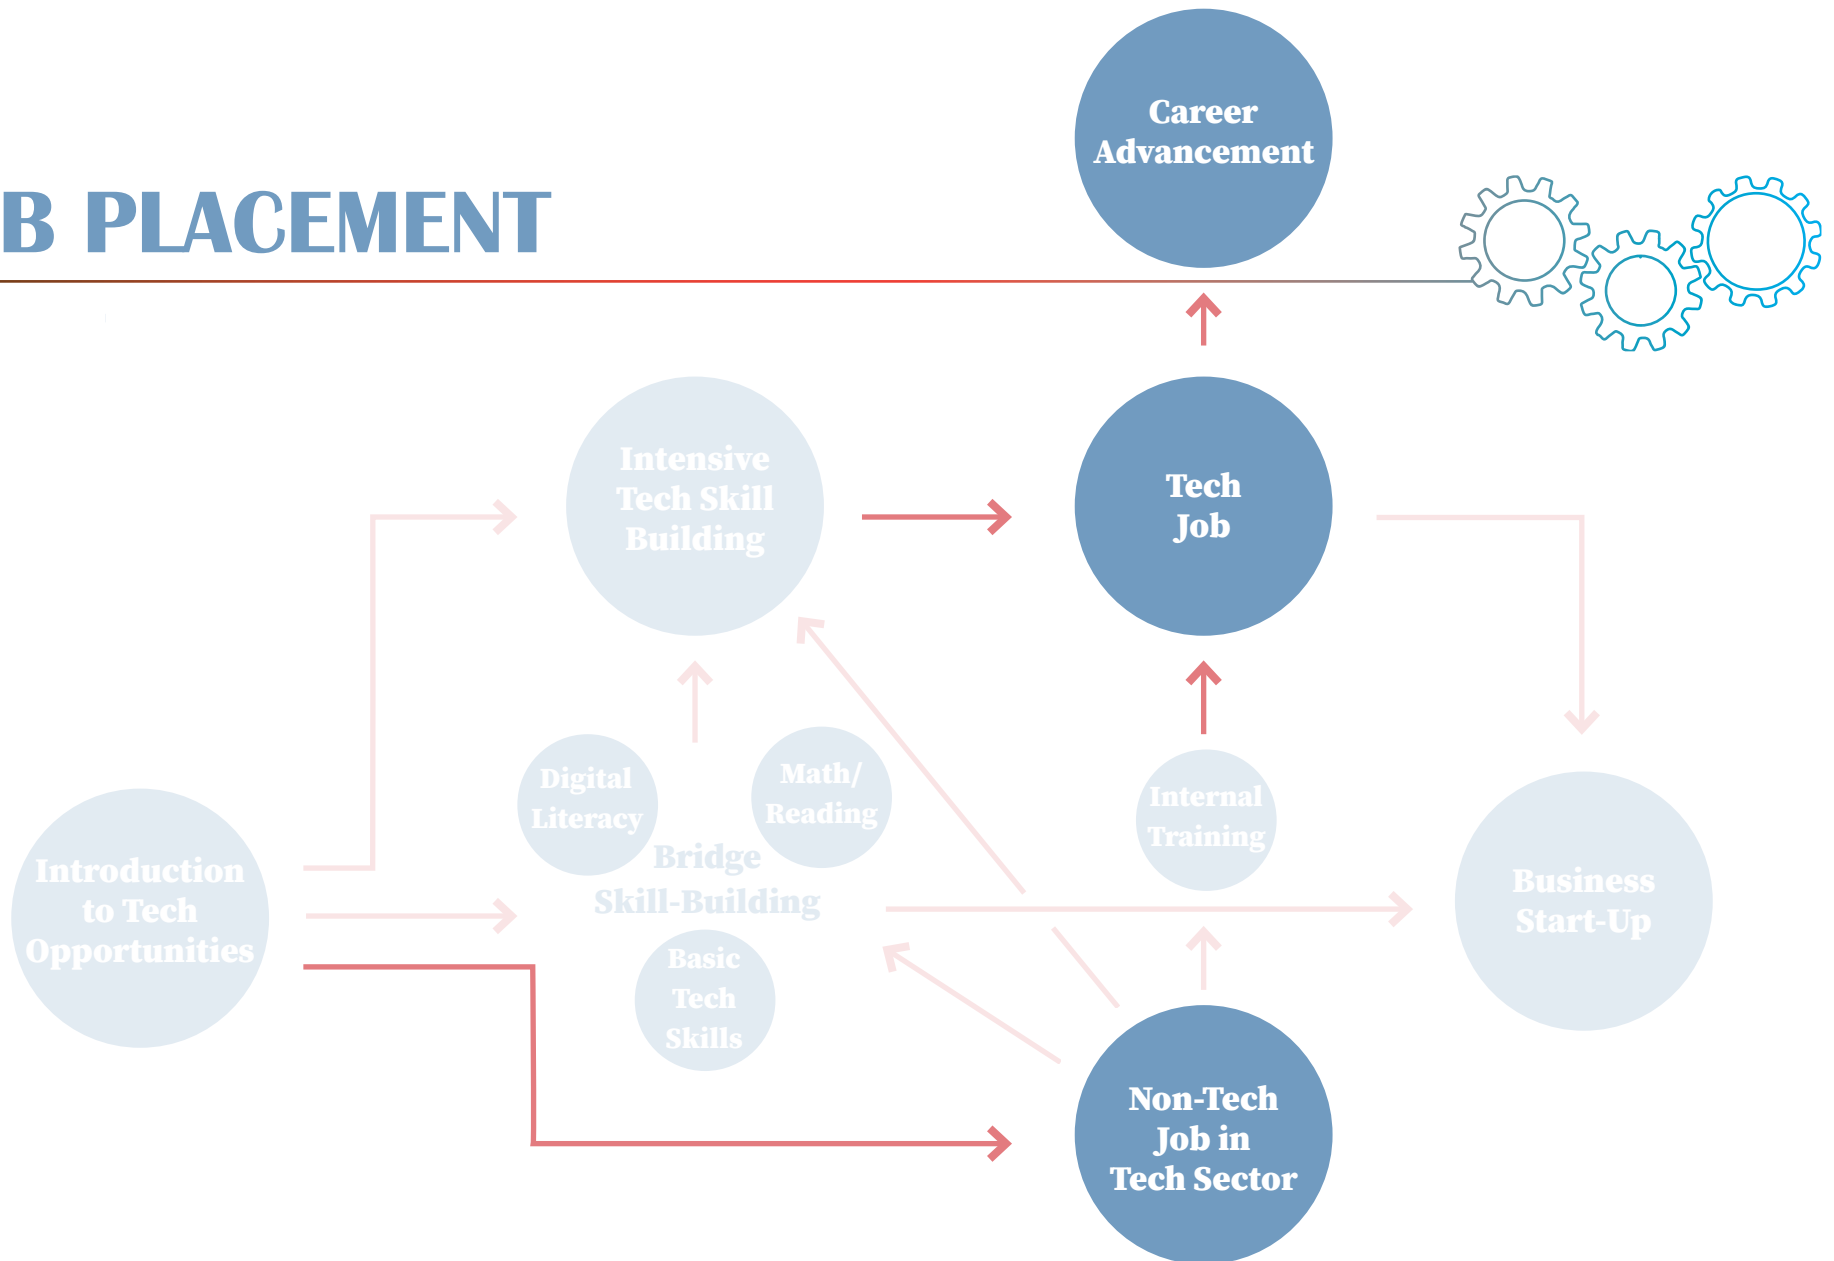 Career
Advancement
B PLACEMENT
Intensive
Tech Skill
Building
Tech
Job
Digital
Literacy
Math/
Reading
Internal
Training
Bridge
Skill-Building
Introduction
to Tech
Opportunities
Business
Start-Up
Basic
Tech
Skills
Non-Tech
Job in
Tech Sector